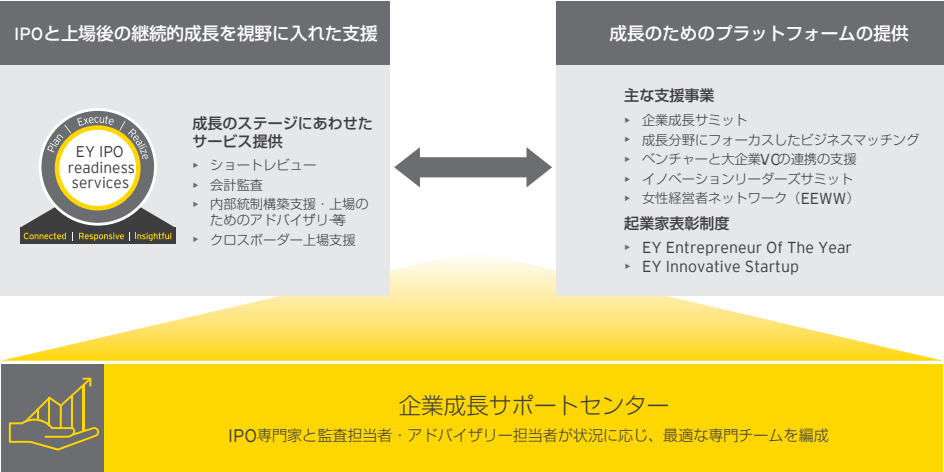 IPOと上場後の継続的成長を視野に入れた支援
Plan | Execute | Realize
EY IPO
readiness
services
Connected | Responsive | Insightful
成長のステージにあわせた
サービス提供
▸ ショートレビュー
▸ 会計監査
▸ 内部統制構築支援・上場の
ためのアドバイザリー等
▸ クロスボーダー上場支援
成長のためのプラットフォームの提供
主な支援事業
▸ 企業成長サミット
▸ 成長分野にフォーカスしたビジネスマッチング
▸ ベンチャーと大企業VCの連携の支援
▸ イノベーションリーダーズサミット
▸ 女性経営者ネットワーク（EEWW）
起業家表彰制度
▸ EY Entrepreneur Of The Year
▸ EY Innovative Startup
企業成長サポートセンター
IPO専門家と監査担当者・アドバイザリー担当者が状況に応じ、最適な専門チームを編成